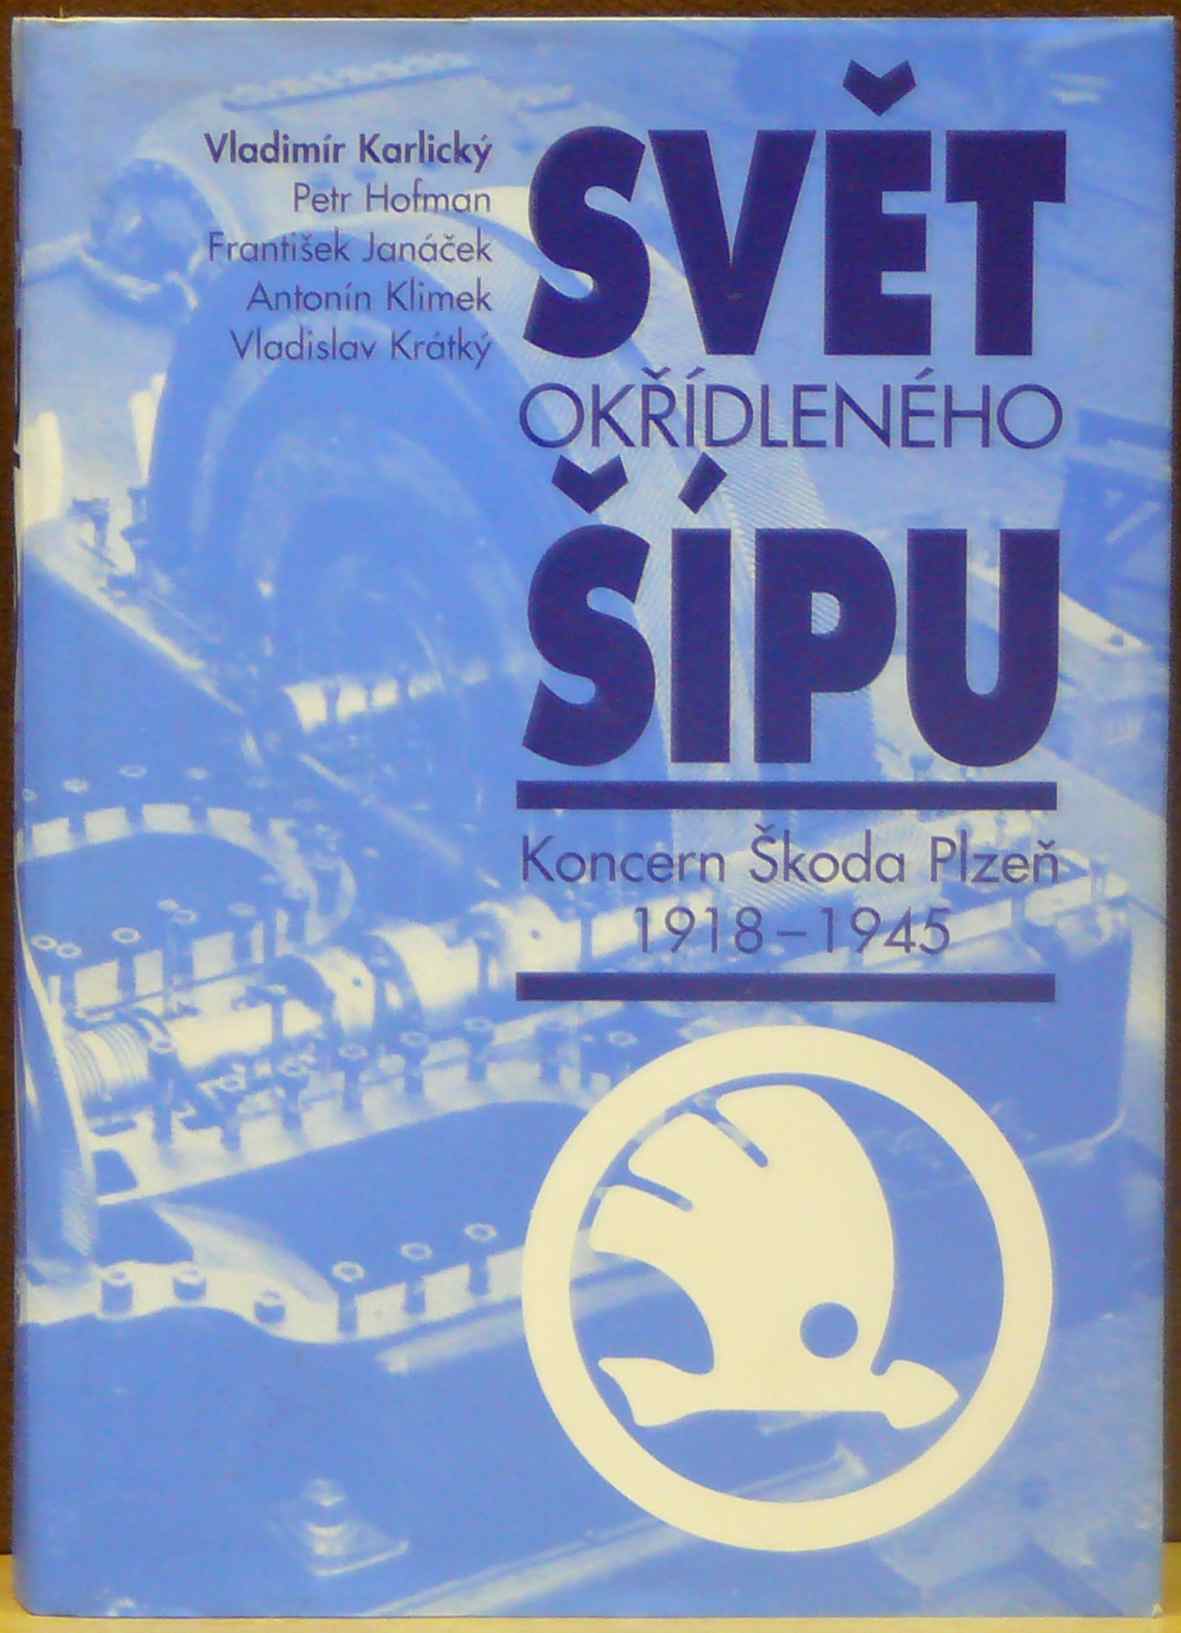 Vladimír Karlický
Petr Hofman
František Janáček
Antonín Klimek
Vladislav Krátký
SVĚT
OKŘÍDLENÉHO
ŠÍPU
Koncern Škoda Plzeň
1918–1945